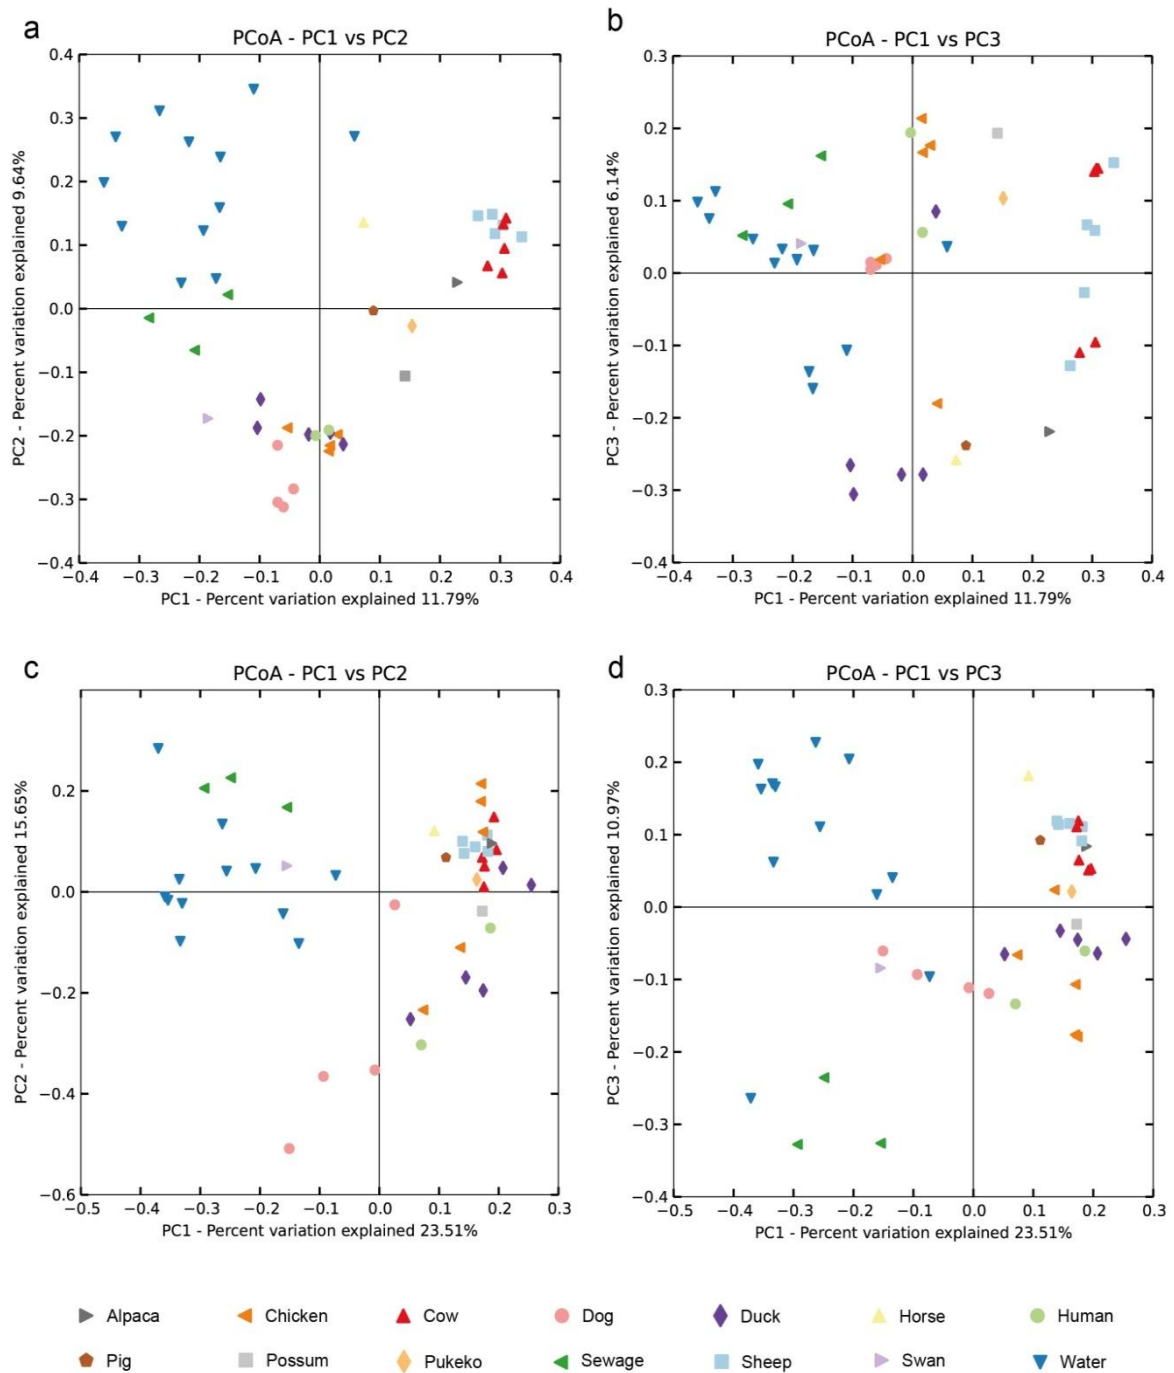 a
PCoA - PC1 vs PC2
0.4
0.3
0.2
0.1
0.0
−0.1
−0.2
−0.3
−0.4
PC2 - Percent variation explained 9.64%
−0.4 −0.3 −0.2 −0.1 0.0 0.1 0.2 0.3 0.4
PC1 - Percent variation explained 11.79%
b
PCoA - PC1 vs PC3
0.3
0.2
0.1
0.0
−0.1
−0.2
−0.3
−0.4
PC3 - Percent variation explained 6.14%
−0.4 −0.3 −0.2 −0.1 0.0 0.1 0.2 0.3 0.4
PC1 - Percent variation explained 11.79%
c
PCoA - PC1 vs PC2
0.2
0.0
−0.2
−0.4
−0.6
PC2 - Percent variation explained 15.65%
−0.5 −0.4 −0.3 −0.2 −0.1 0.0 0.1 0.2 0.3
PC1 - Percent variation explained 23.51%
d
PCoA - PC1 vs PC3
0.3
0.2
0.1
0.0
−0.1
−0.2
−0.3
−0.4
PC3 - Percent variation explained 10.97%
−0.5 −0.4 −0.3 −0.2 −0.1 0.0 0.1 0.2 0.3
PC1 - Percent variation explained 23.51%
Alpaca Chicken Cow Dog Duck Horse Human
Pig Possum Pukeko Sewage Sheep Swan Water